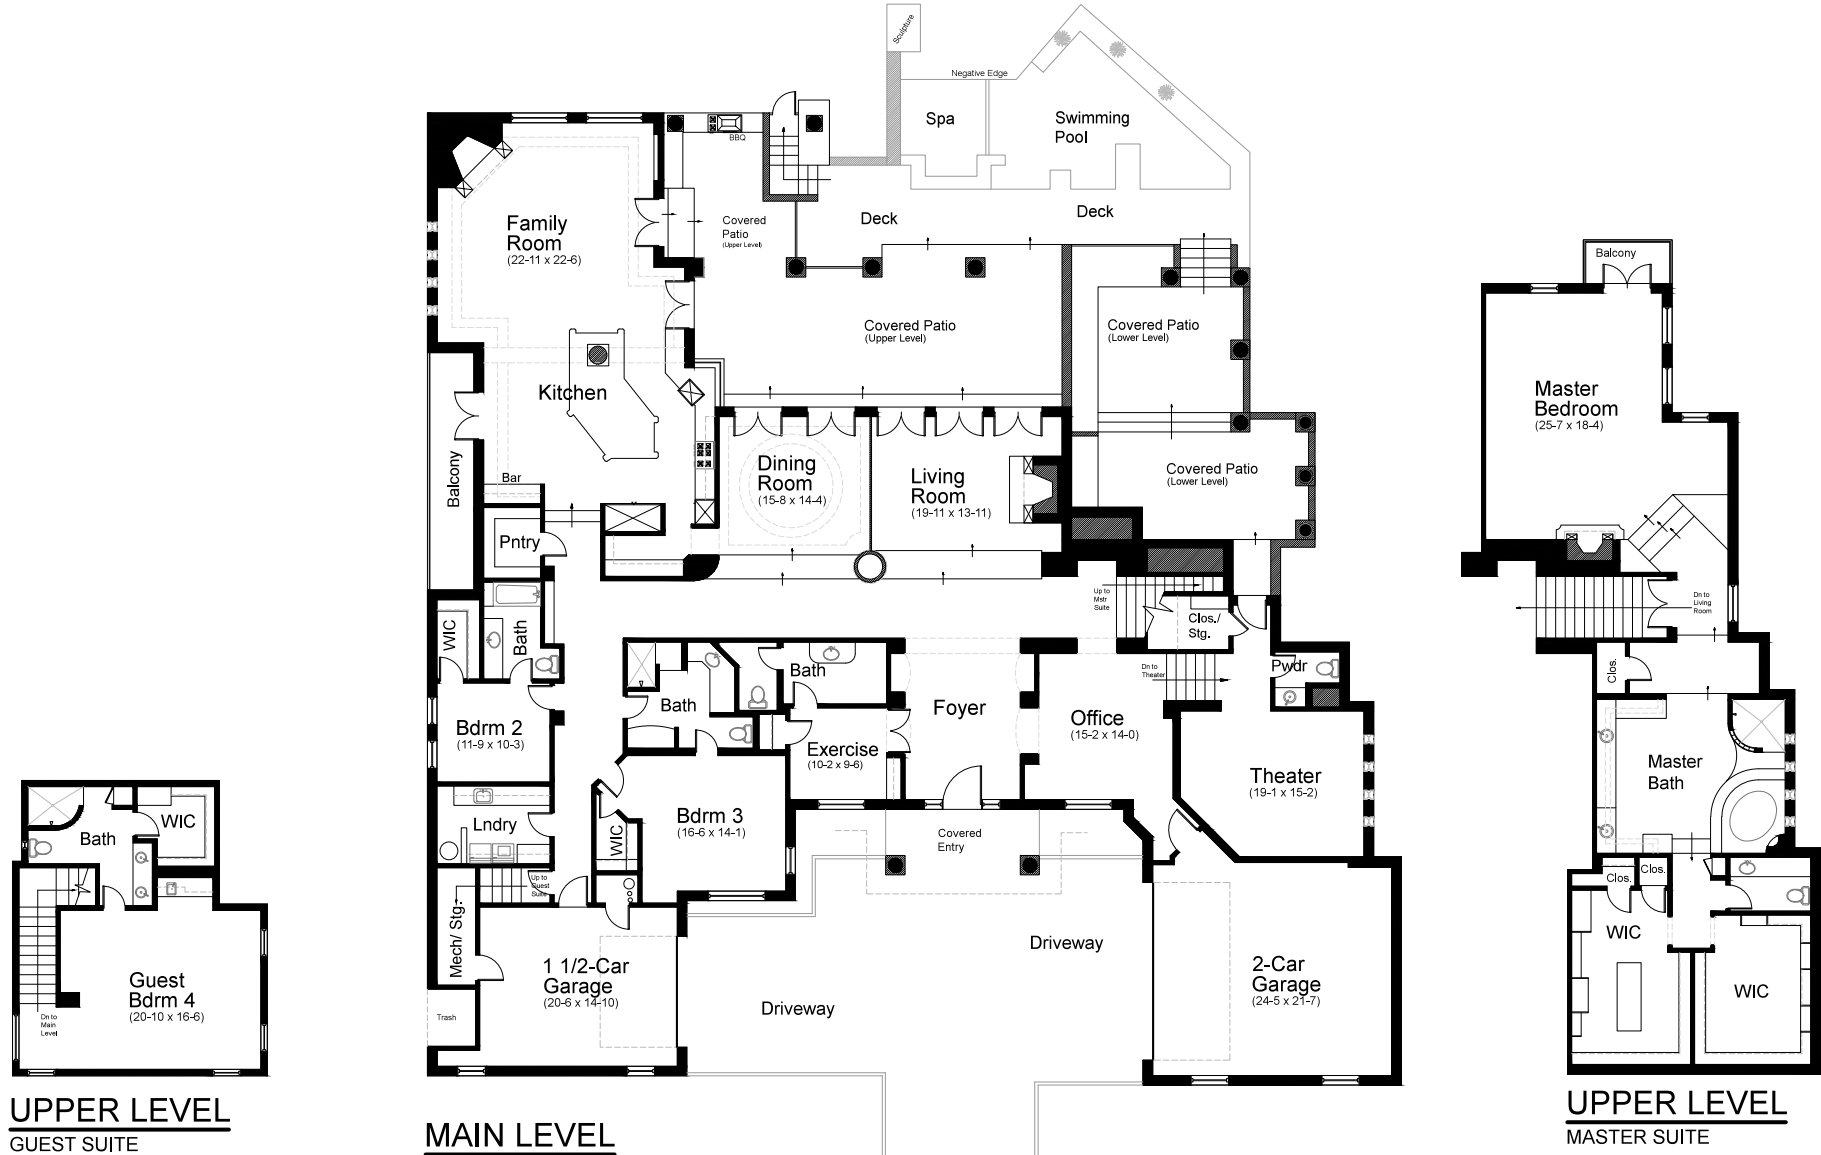 Sculpture
Negative Edge
Spa
Swimming
Pool
BBQ
Family
Room
(22-11 x 22-6)
Covered
Patio
(Upper Level)
Deck
Deck
Covered Patio
(Upper Level)
Covered Patio
(Lower Level)
Kitchen
Balcony
Bar
Dining
Room
(15-8 x 14-4)
Living
Room
(19-11 x 13-11)
Covered Patio
(Lower Level)
Pntry
Up to
Mstr
Suite
Clos./
Stg.
WIC
Bath
Bath
Bath
Dn to
Theater
Pwdr
Bdrm 2
(11-9 x 10-3)
Foyer
Office
(15-2 x 14-0)
Exercise
(10-2 x 9-6)
Theater
(19-1 x 15-2)
Lndry
WIC
Bdrm 3
(16-6 x 14-1)
Covered
Entry
Up to
Guest
Suite
Mech/ Stg.
1 1/2-Car
Garage
(20-6 x 14-10)
Driveway
Driveway
2-Car
Garage
(24-5 x 21-7)
Trash
MAIN LEVEL
Bath
WIC
Guest
Bdrm 4
(20-10 x 16-6)
Dn to
Main
Level
UPPER LEVEL
GUEST SUITE
Balcony
Master
Bedroom
(25-7 x 18-4)
Dn to
Living
Room
Clos.
Master
Bath
Clos.
Clos.
WIC
WIC
UPPER LEVEL
MASTER SUITE